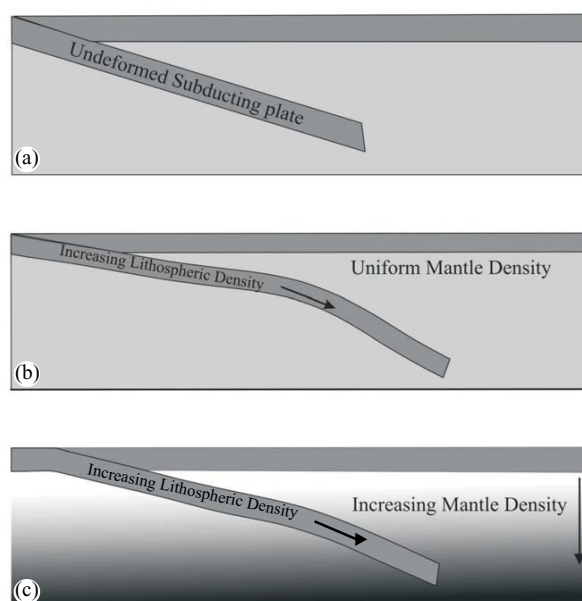 Undeformed Subducting plate
(a)
Increasing Lithospheric Density
Uniform Mantle Density
(b)
Increasing Lithospheric Density
Increasing Mantle Density
(c)